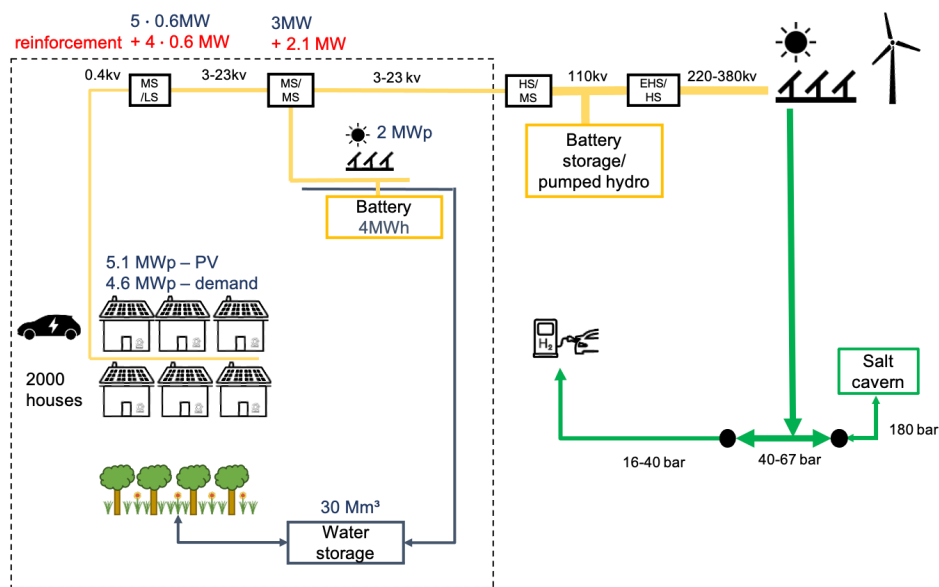 5 · 0.6MW
3MW
reinforcement + 4 · 0.6 MW
+ 2.1 MW
0.4kv
MS
/LS
3-23kv
MS/
MS
3-23 kv
HS/
MS
110kv
EHS/
HS
220-380kv
2 MWp
Battery
storage/
pumped hydro
Battery
4MWh
5.1 MWp – PV
4.6 MWp – demand
2000
houses
H₂
Salt
cavern
180 bar
16-40 bar
40-67 bar
30 Mm³
Water
storage